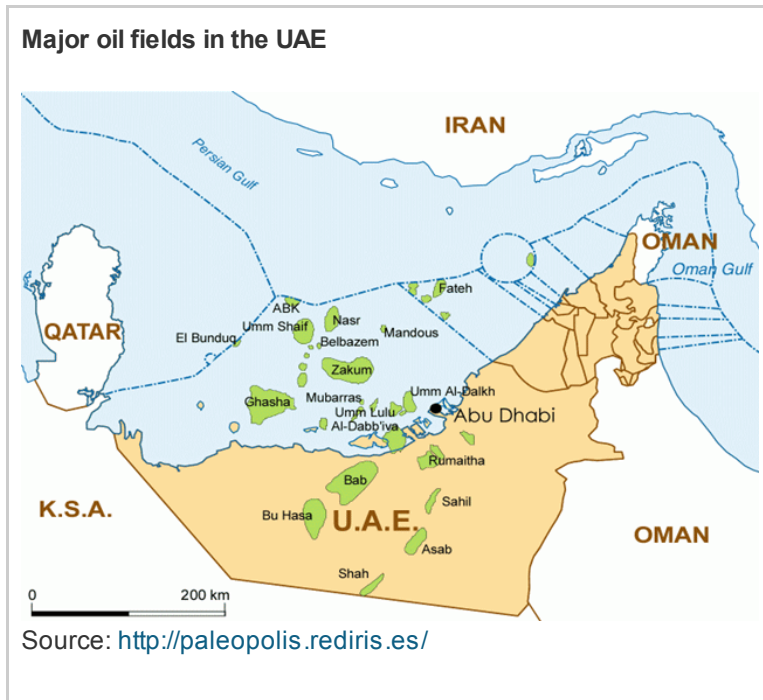 Major oil fields in the UAE
IRAN
Persian Gulf
OMAN
Oman Gulf
Fateh
ABK
QATAR
Umm Shaif
Nasr
El Bunduq
Belbazem
Mandous
Zakum
Ghasha
Mubarras
Umm Al-Dalkh
Umm Lulu
Abu Dhabi
Al-Dabb'iya
Rumaitha
Bab
Sahil
K.S.A.
Bu Hasa
U.A.E.
OMAN
Asab
Shah
0 200 km
Source: http://paleopolis.rediris.es/